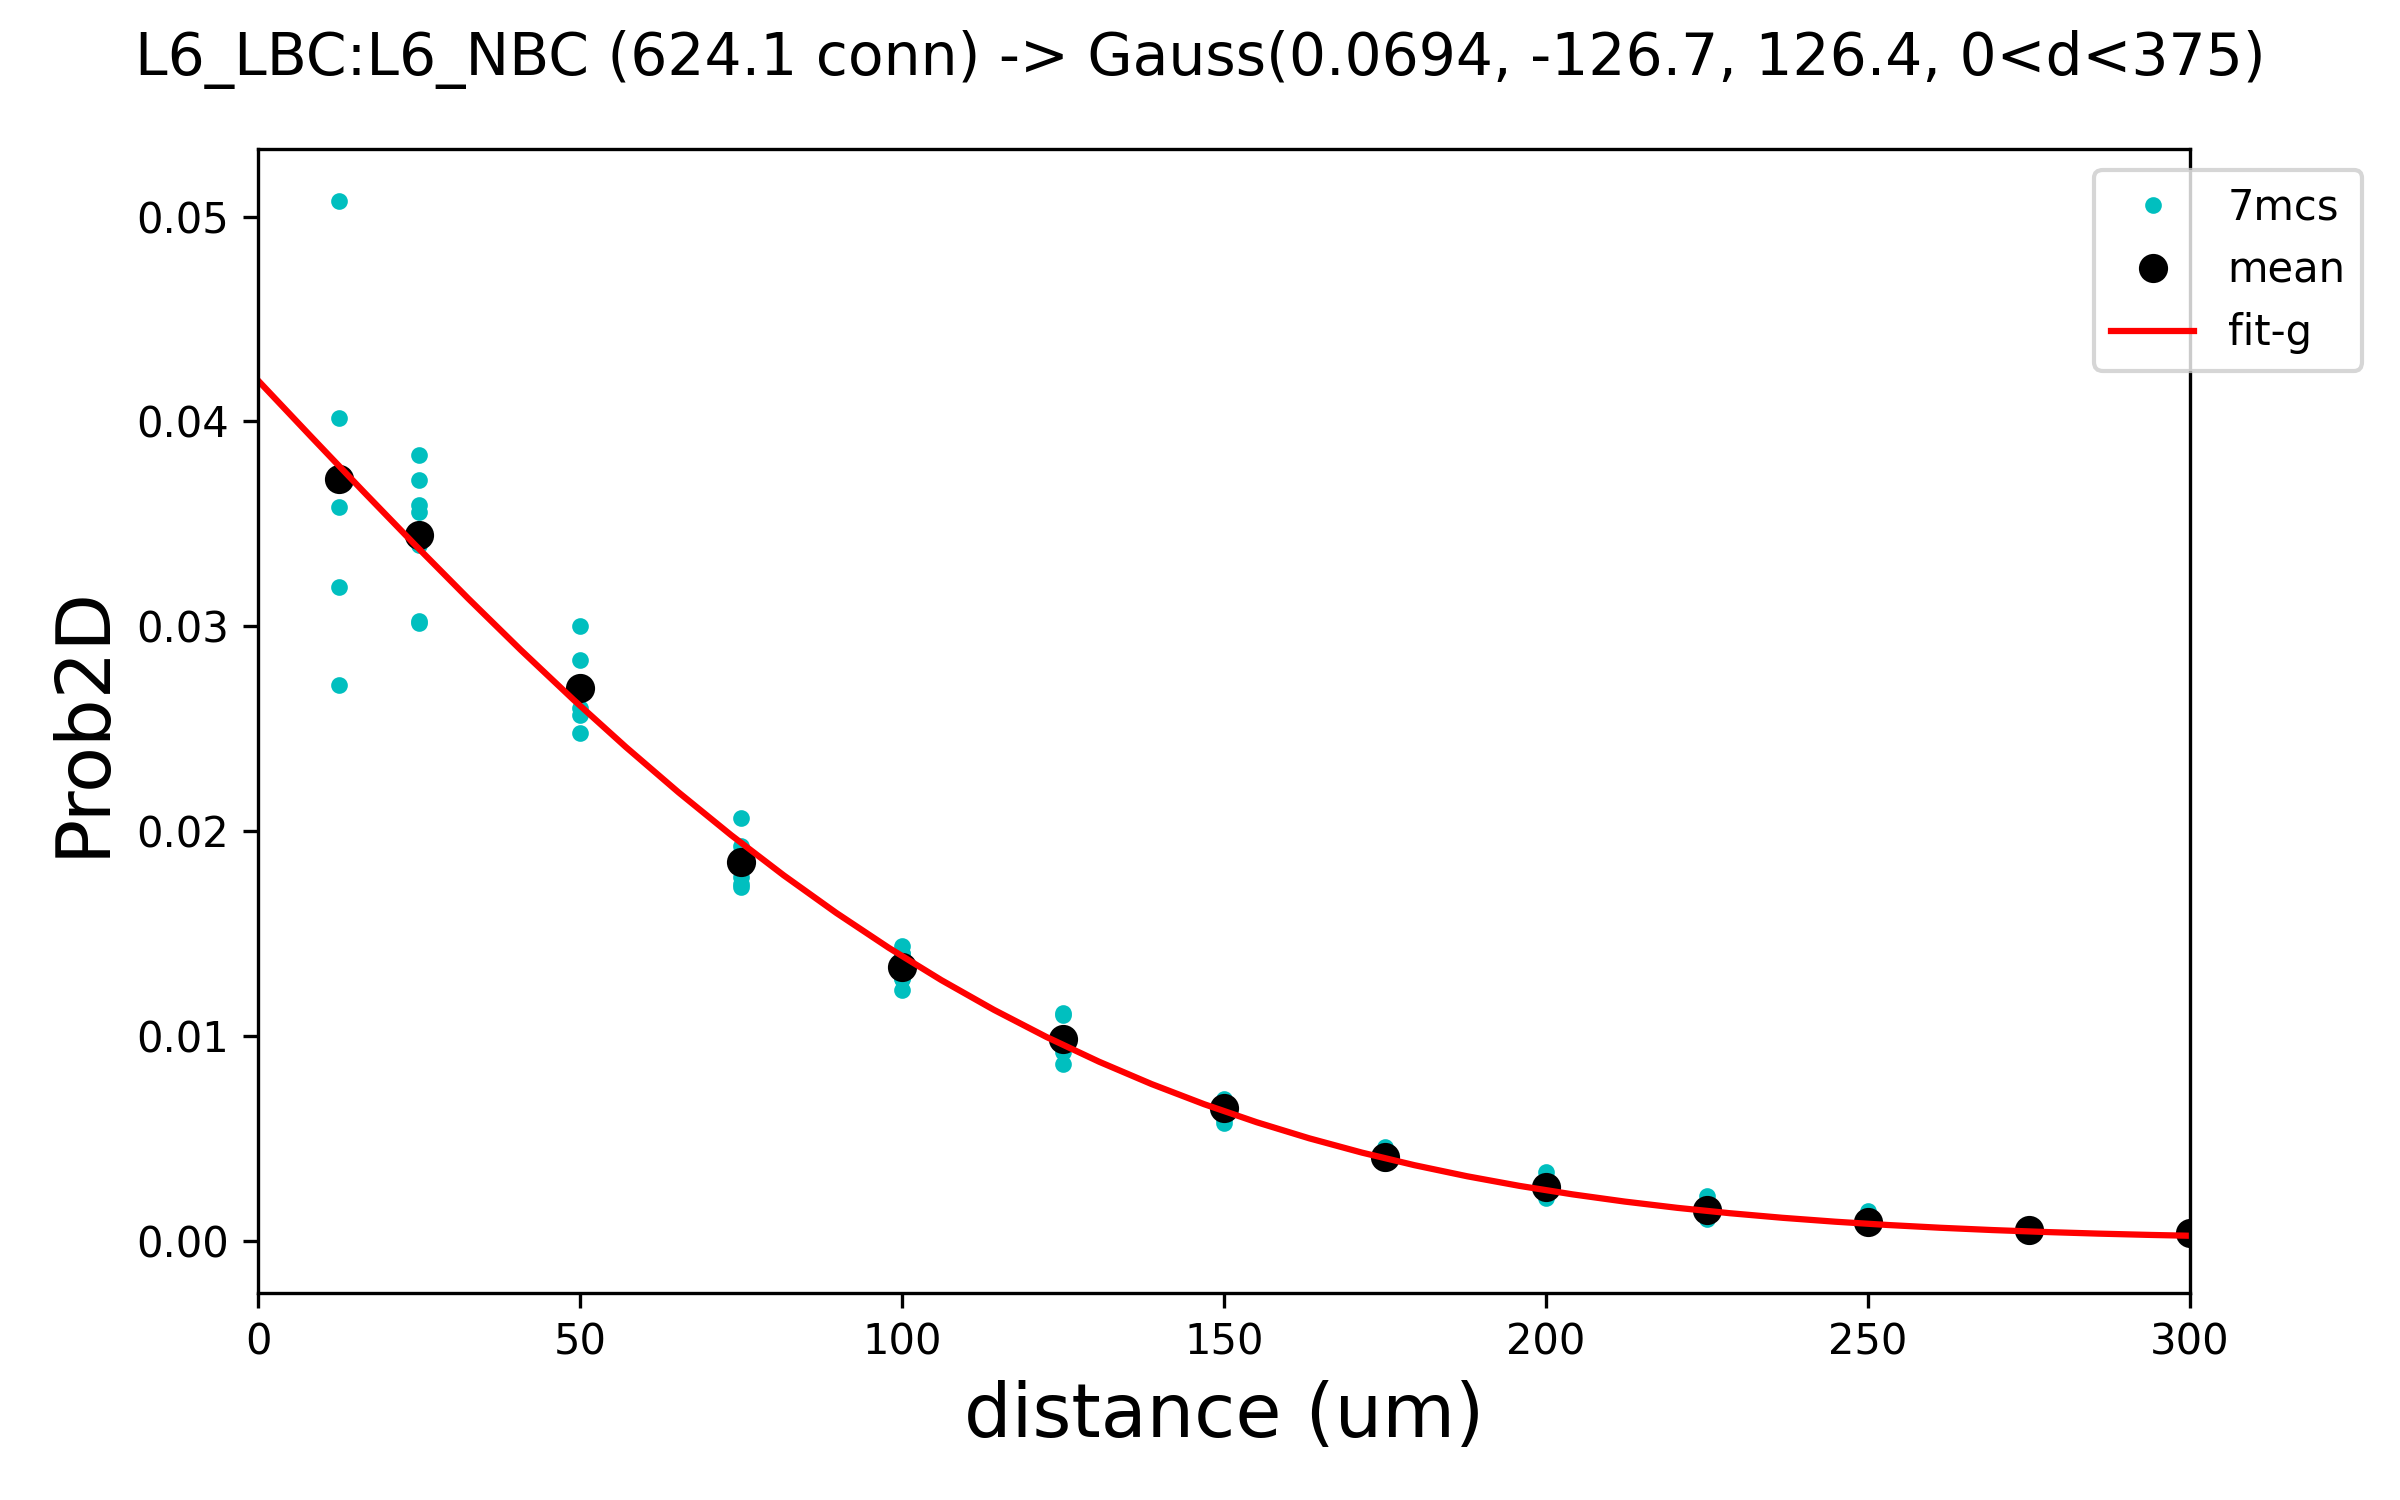 L6_LBC:L6_NBC (624.1 conn) -> Gauss(0.0694, -126.7, 126.4, 0<d<375)
7mcs
mean
fit-g
0.05
0.04
0.03
0.02
0.01
0.00
Prob2D
0 50 100 150 200 250 300
distance (um)